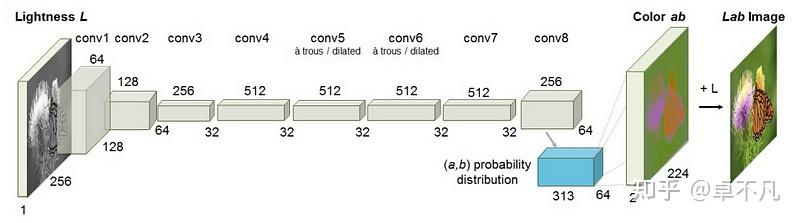 Lightness L
Color ab
Lab Image
conv1
conv2
conv3
conv4
conv5
à trous / dilated
conv6
à trous / dilated
conv7
conv8
64
128
256
512
512
512
512
256
+ L
256
1
128
64
32
32
32
32
32
64
(a,b) probability
distribution
313
64
2
224
知乎 @卓不凡